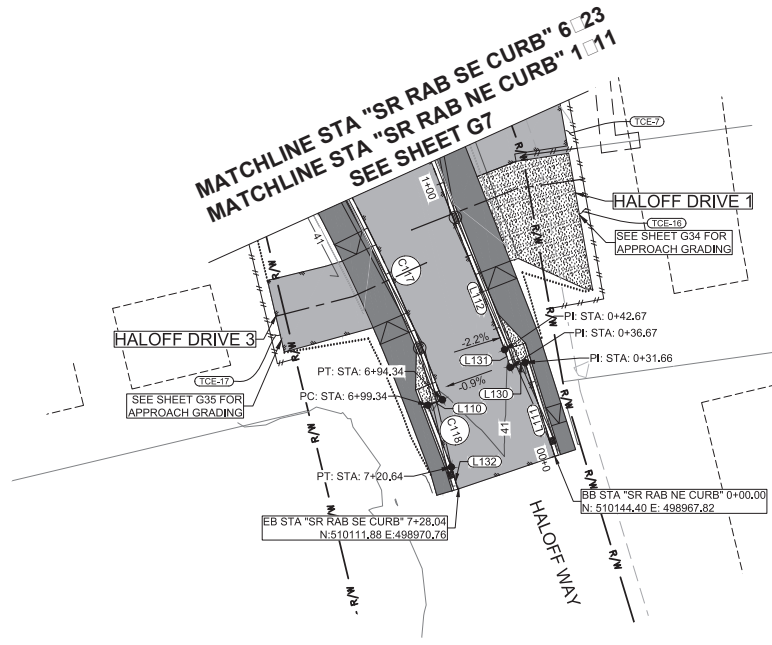 MATCHLINE STA "SR RAB SE CURB" 6□23
MATCHLINE STA "SR RAB NE CURB" 1□11
SEE SHEET G7
TCE-7
HALOFF DRIVE 1
TCE-16
SEE SHEET G34 FOR
APPROACH GRADING
1+00
41
R/W
R/W
C117
L112
R/W
PI: STA: 0+42.67
PI: STA: 0+36.67
PI: STA: 0+31.66
HALOFF DRIVE 3
R/W
-2.2%
L131
TCE-17
PT: STA: 6+94.34
-0.9%
L130
SEE SHEET G35 FOR
APPROACH GRADING
PC: STA: 6+99.34
L110
R/W
C118
41
L111
R/W
L132
0+00
PT: STA: 7+20.64
EB STA "SR RAB SE CURB" 7+28.04
N:510111.88 E:498970.76
BB STA "SR RAB NE CURB" 0+00.00
N: 510144.40 E: 498967.82
HALOFF WAY
R/W
R/W
R/W